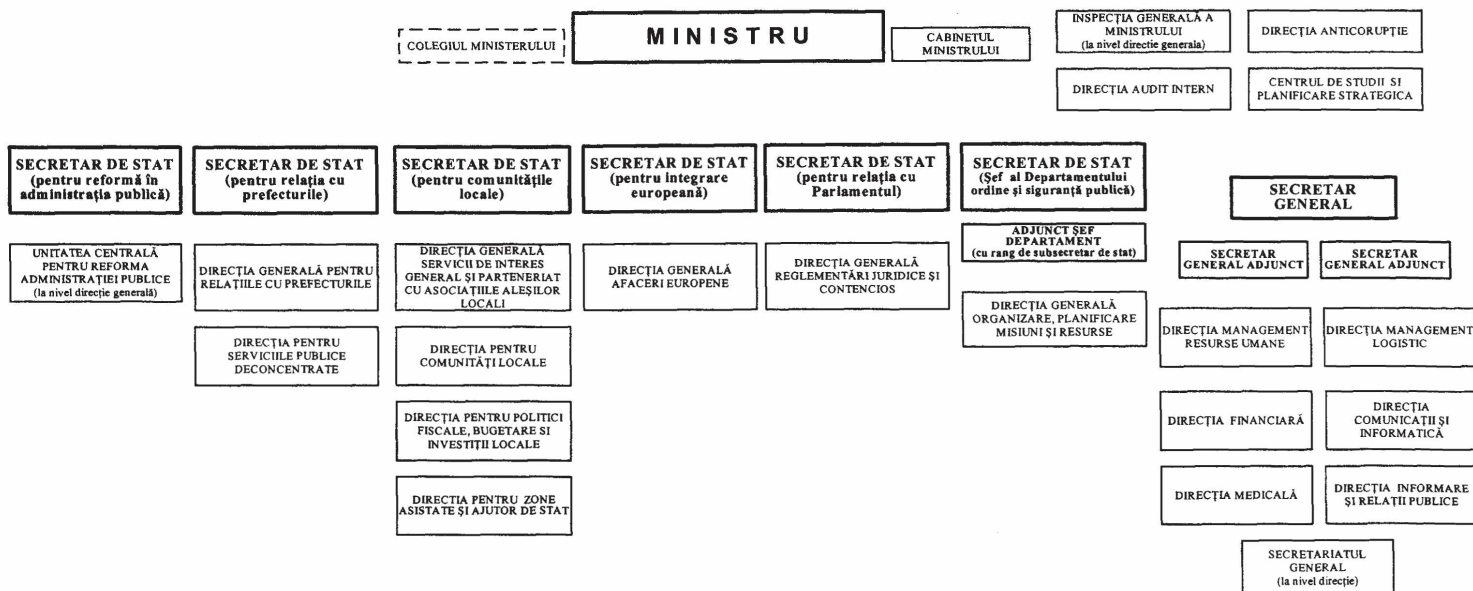 COLEGIUL MINISTERULUI
MINISTRU
CABINETUL
MINISTRULUI
INSPECȚIA GENERALĂ A
MINISTRULUI
(la nivel directie generala)
DIRECȚIA ANTICORUPȚIE
DIRECȚIA AUDIT INTERN
CENTRUL DE STUDII SI
PLANIFICARE STRATEGICA
SECRETAR DE STAT
(pentru reformă în
administrația publică)
SECRETAR DE STAT
(pentru relația cu
prefecturile)
SECRETAR DE STAT
(pentru comunitățile
locale)
SECRETAR DE STAT
(pentru integrare
europeană)
SECRETAR DE STAT
(pentru relația cu
Parlamentul)
SECRETAR DE STAT
(Șef al Departamentului
ordine și siguranță publică)
SECRETAR
GENERAL
UNITATEA CENTRALĂ
PENTRU REFORMA
ADMINISTRAȚIEI PUBLICE
(la nivel direcție generală)
DIRECȚIA GENERALĂ PENTRU
RELAȚIILE CU PREFECTURILE
DIRECȚIA GENERALĂ
SERVICII DE INTERES
GENERAL ȘI PARTENERIAT
CU ASOCIAȚIILE ALEȘILOR
LOCALI
DIRECȚIA GENERALĂ
AFACERI EUROPENE
DIRECȚIA GENERALĂ
REGLEMENTĂRI JURIDICE ȘI
CONTENCIOS
ADJUNCT ȘEF
DEPARTAMENT
(cu rang de subsecretar de stat)
SECRETAR
GENERAL ADJUNCT
SECRETAR
GENERAL ADJUNCT
DIRECȚIA GENERALĂ
ORGANIZARE, PLANIFICARE
MISIUNI ȘI RESURSE
DIRECȚIA MANAGEMENT
RESURSE UMANE
DIRECȚIA MANAGEMENT
LOGISTIC
DIRECȚIA PENTRU
SERVICIILE PUBLICE
DECONCENTRATE
DIRECȚIA PENTRU
COMUNITĂȚI LOCALE
DIRECȚIA PENTRU POLITICI
FISCALE, BUGETARE SI
INVESTIȚII LOCALE
DIRECȚIA FINANCIARĂ
DIRECȚIA
COMUNICAȚII ȘI
INFORMATICĂ
DIRECTIA PENTRU ZONE
ASISTATE ȘI AJUTOR DE STAT
DIRECȚIA MEDICALĂ
DIRECȚIA INFORMARE
ȘI RELAȚII PUBLICE
SECRETARIATUL
GENERAL
(la nivel direcție)